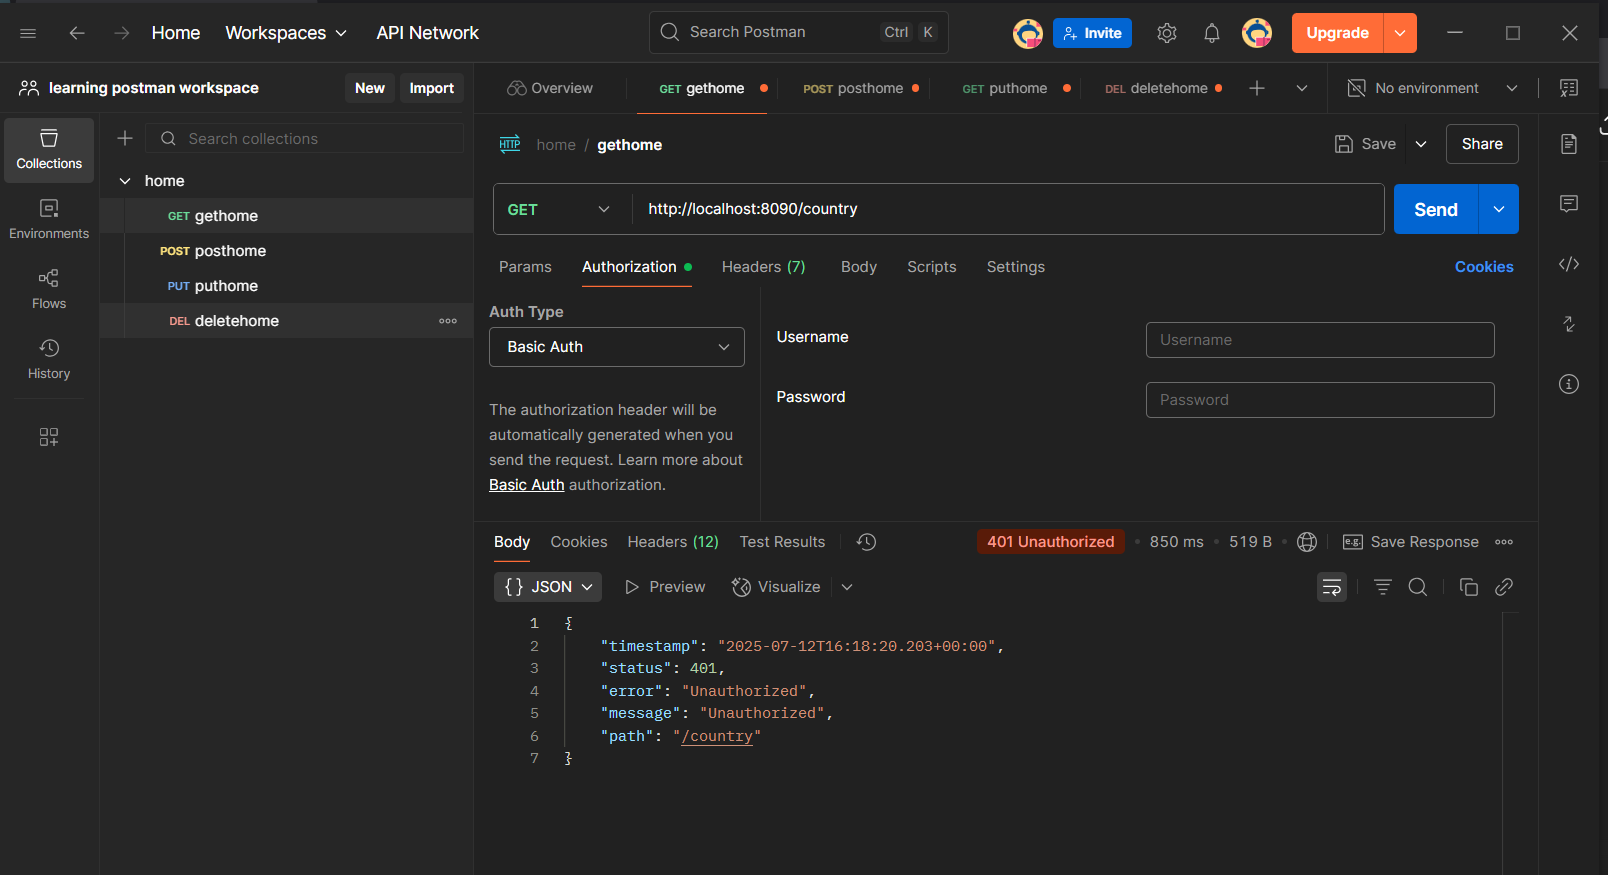 Home
Workspaces
API Network
Search Postman
Ctrl
K
Invite
Upgrade
learning postman workspace
New
Import
Overview
GET gethome
POST posthome
GET puthome
DEL deletehome
No environment
Collections
Environments
Flows
History
Search collections
home
GET gethome
POST posthome
PUT puthome
DEL deletehome
HTTP
home / gethome
Save
Share
GET
http://localhost:8090/country
Send
Params
Authorization
Headers (7)
Body
Scripts
Settings
Cookies
Auth Type
Basic Auth
The authorization header will be
automatically generated when you
send the request. Learn more about
Basic Auth authorization.
Username
Username
Password
Password
Body
Cookies
Headers (12)
Test Results
401 Unauthorized
850 ms
519 B
e.g.
Save Response
{} JSON
Preview
Visualize
1 {
2 "timestamp": "2025-07-12T16:18:20.203+00:00",
3 "status": 401,
4 "error": "Unauthorized",
5 "message": "Unauthorized",
6 "path": "/country"
7 }